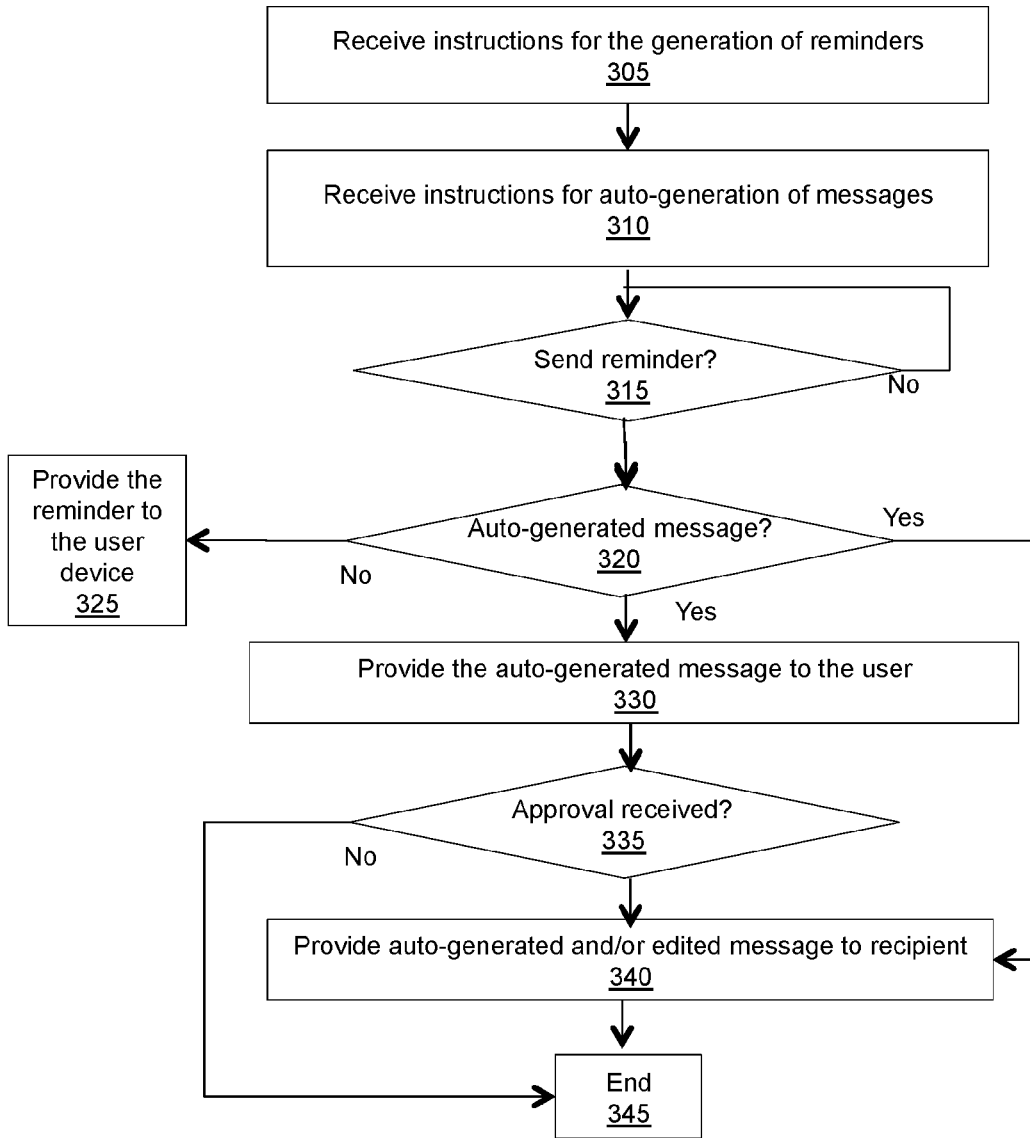 Receive instructions for the generation of reminders
305
Receive instructions for auto-generation of messages
310
Send reminder?
315
No
Provide the
reminder to
the user
device
325
Auto-generated message?
320
Yes
No
Yes
Provide the auto-generated message to the user
330
Approval received?
335
No
Provide auto-generated and/or edited message to recipient
340
End
345